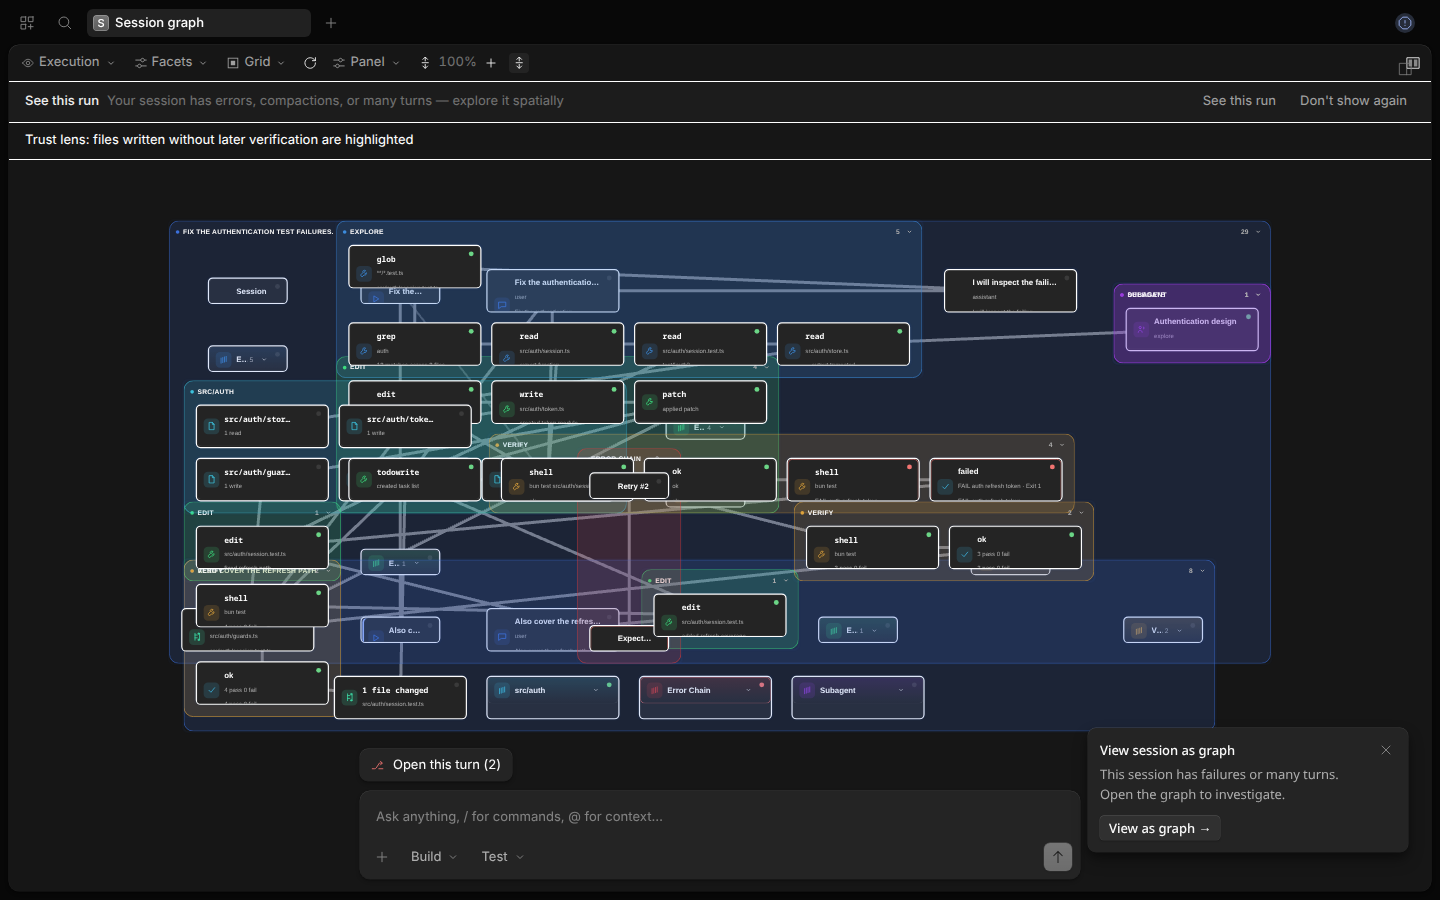 S Session graph
Execution Facets Grid Panel 100%
See this run Your session has errors, compactions, or many turns — explore it spatially See this run Don't show again
Trust lens: files written without later verification are highlighted
FIX THE AUTHENTICATION TEST FAILURES. 29
EXPLORE 5
glob
**/*.test.ts
Session
Fix the...
Fix the authenticatio...
user
I will inspect the faili...
assistant
1
Authentication design
explore
E.. 5
grep
auth
read
src/auth/session.ts
read
src/auth/session.test.ts
read
src/auth/store.ts
EDIT 4
SRC/AUTH
edit
write
src/auth/token.ts
patch
applied patch
src/auth/stor...
1 read
src/auth/toke...
1 write
E.. 4
VERIFY 4
src/auth/guar...
1 write
todowrite
created task list
shell
bun test src/auth/sess
Retry #2
ok
ok
shell
bun test
failed
FAIL auth refresh token · Exit 1
EDIT 1
VERIFY 2
edit
src/auth/session.test.ts
shell
bun test
ok
3 pass 0 fail
E.. 1
8
EDIT 1
shell
bun test
src/auth/guards.ts
Also c...
Also cover the refres...
user
Expect...
edit
src/auth/session.test.ts
E.. 1
V.. 2
ok
4 pass 0 fail
1 file changed
src/auth/session.test.ts
src/auth
Error Chain
Subagent
Open this turn (2)
View session as graph
This session has failures or many turns.
Open the graph to investigate.
View as graph →
Ask anything, / for commands, @ for context...
Build Test